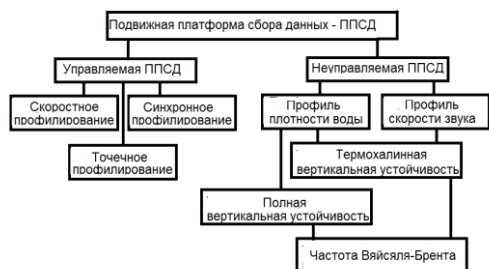 Подвижная платформа сбора данных - ППСД
Управляемая ППСД
Неуправляемая ППСД
Скоростное
профилирование
Синхронное
профилирование
Профиль
плотности воды
Профиль
скорости звука
Точечное
профилирование
Термохалинная
вертикальная устойчивость
Полная
вертикальная устойчивость
Частота Вяйсяля-Брента